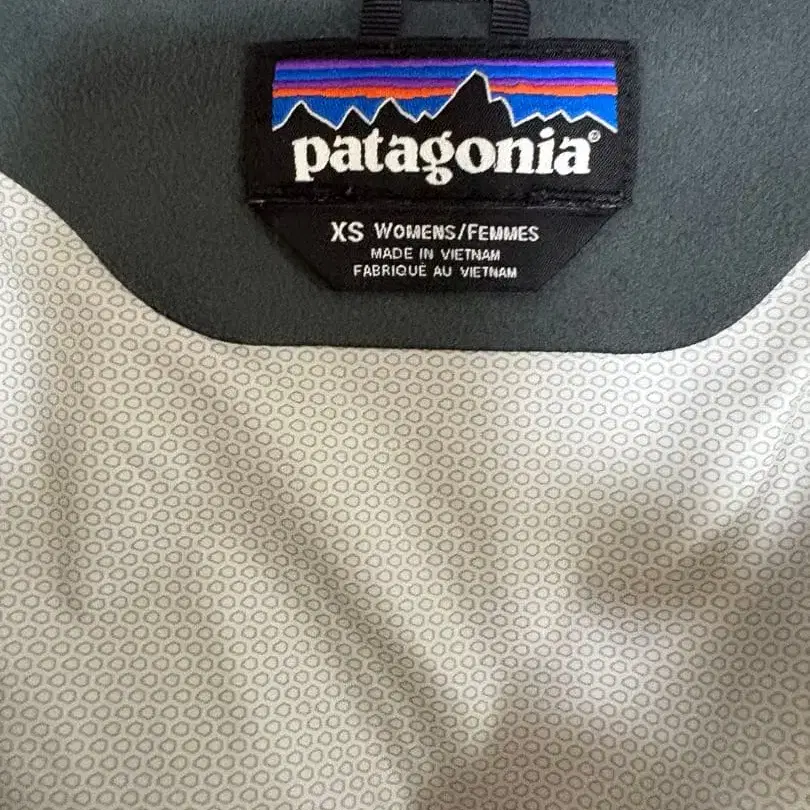 patagonia®
XS WOMENS/FEMMES
MADE IN VIETNAM
FABRIQUÉ AU VIETNAM